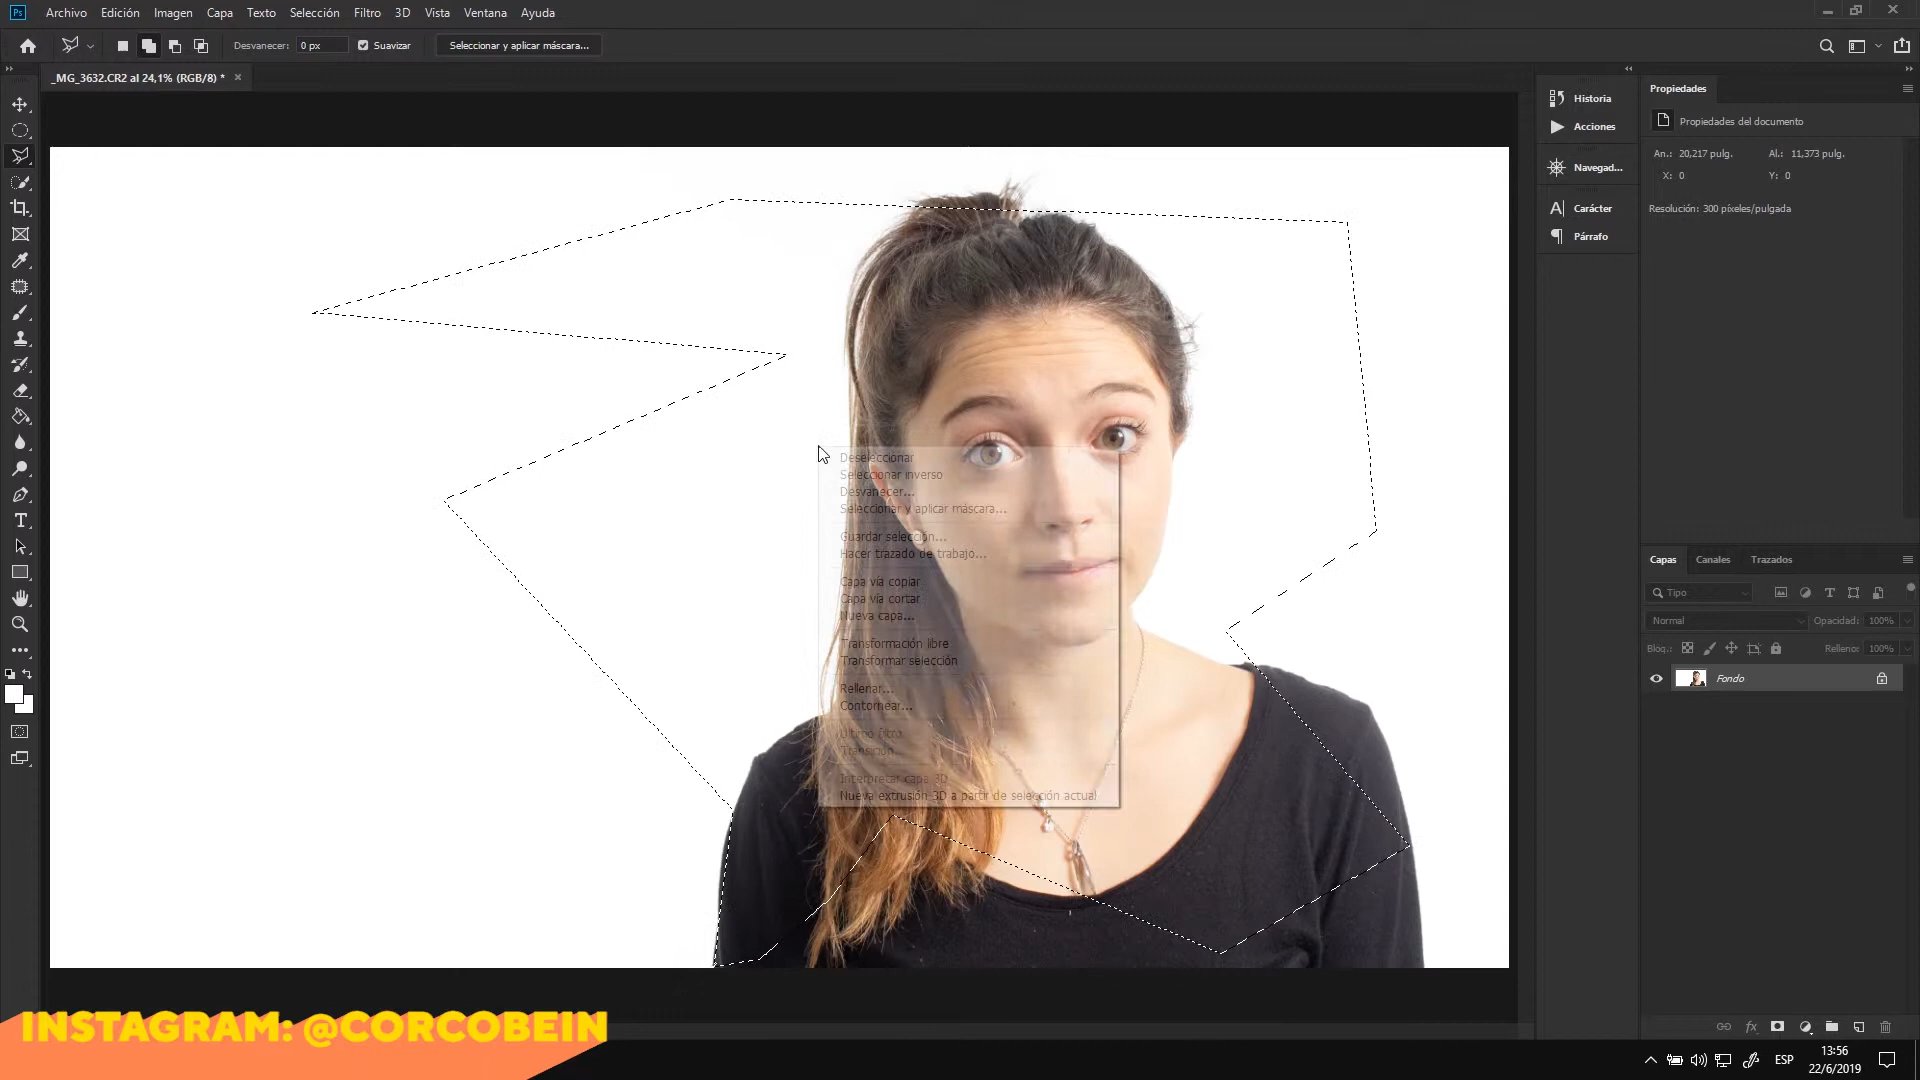 Ps Archivo Edición Imagen Capa Texto Selección Filtro 3D Vista Ventana Ayuda
Desvanecer: 0 px Suavizar Seleccionar y aplicar máscara...
_MG_3632.CR2 al 24,1% (RGB/8) *
Historia
Acciones
Navegad...
Carácter
Párrafo
Propiedades
Propiedades del documento
An.: 20,217 pulg. Al.: 11,373 pulg.
X: 0 Y: 0
Resolución: 300 píxeles/pulgada
Deseleccionar
Seleccionar inverso
Desvanecer...
Seleccionar y aplicar máscara...
Guardar selección...
Hacer trazado de trabajo...
Capa vía copiar
Capa vía cortar
Nueva capa...
Transformación libre
Transformar selección
Rellenar...
Contornear...
Último filtro
Transición...
Interpretar capa 3D
Nueva extrusión 3D a partir de selección actual
Capas Canales Trazados
Tipo
Normal Opacidad: 100%
Bloq.: Relleno: 100%
Fondo
INSTAGRAM: @CORCOBEIN
ESP
13:56
22/6/2019